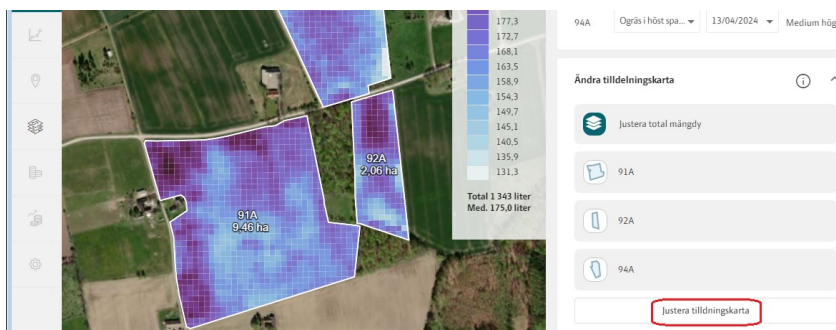 177,3
172,7
168,1
163,5
158,9
154,3
149,7
145,1
140,5
135,9
131,3
Total 1 343 liter
Med. 175,0 liter
92A
2,06 ha
91A
9,46 ha
94A
Ogräs i höst spa...
13/04/2024
Medium hög
Ändra tilldelningskarta
Justera total mängdy
91A
92A
94A
Justera tilldningskarta